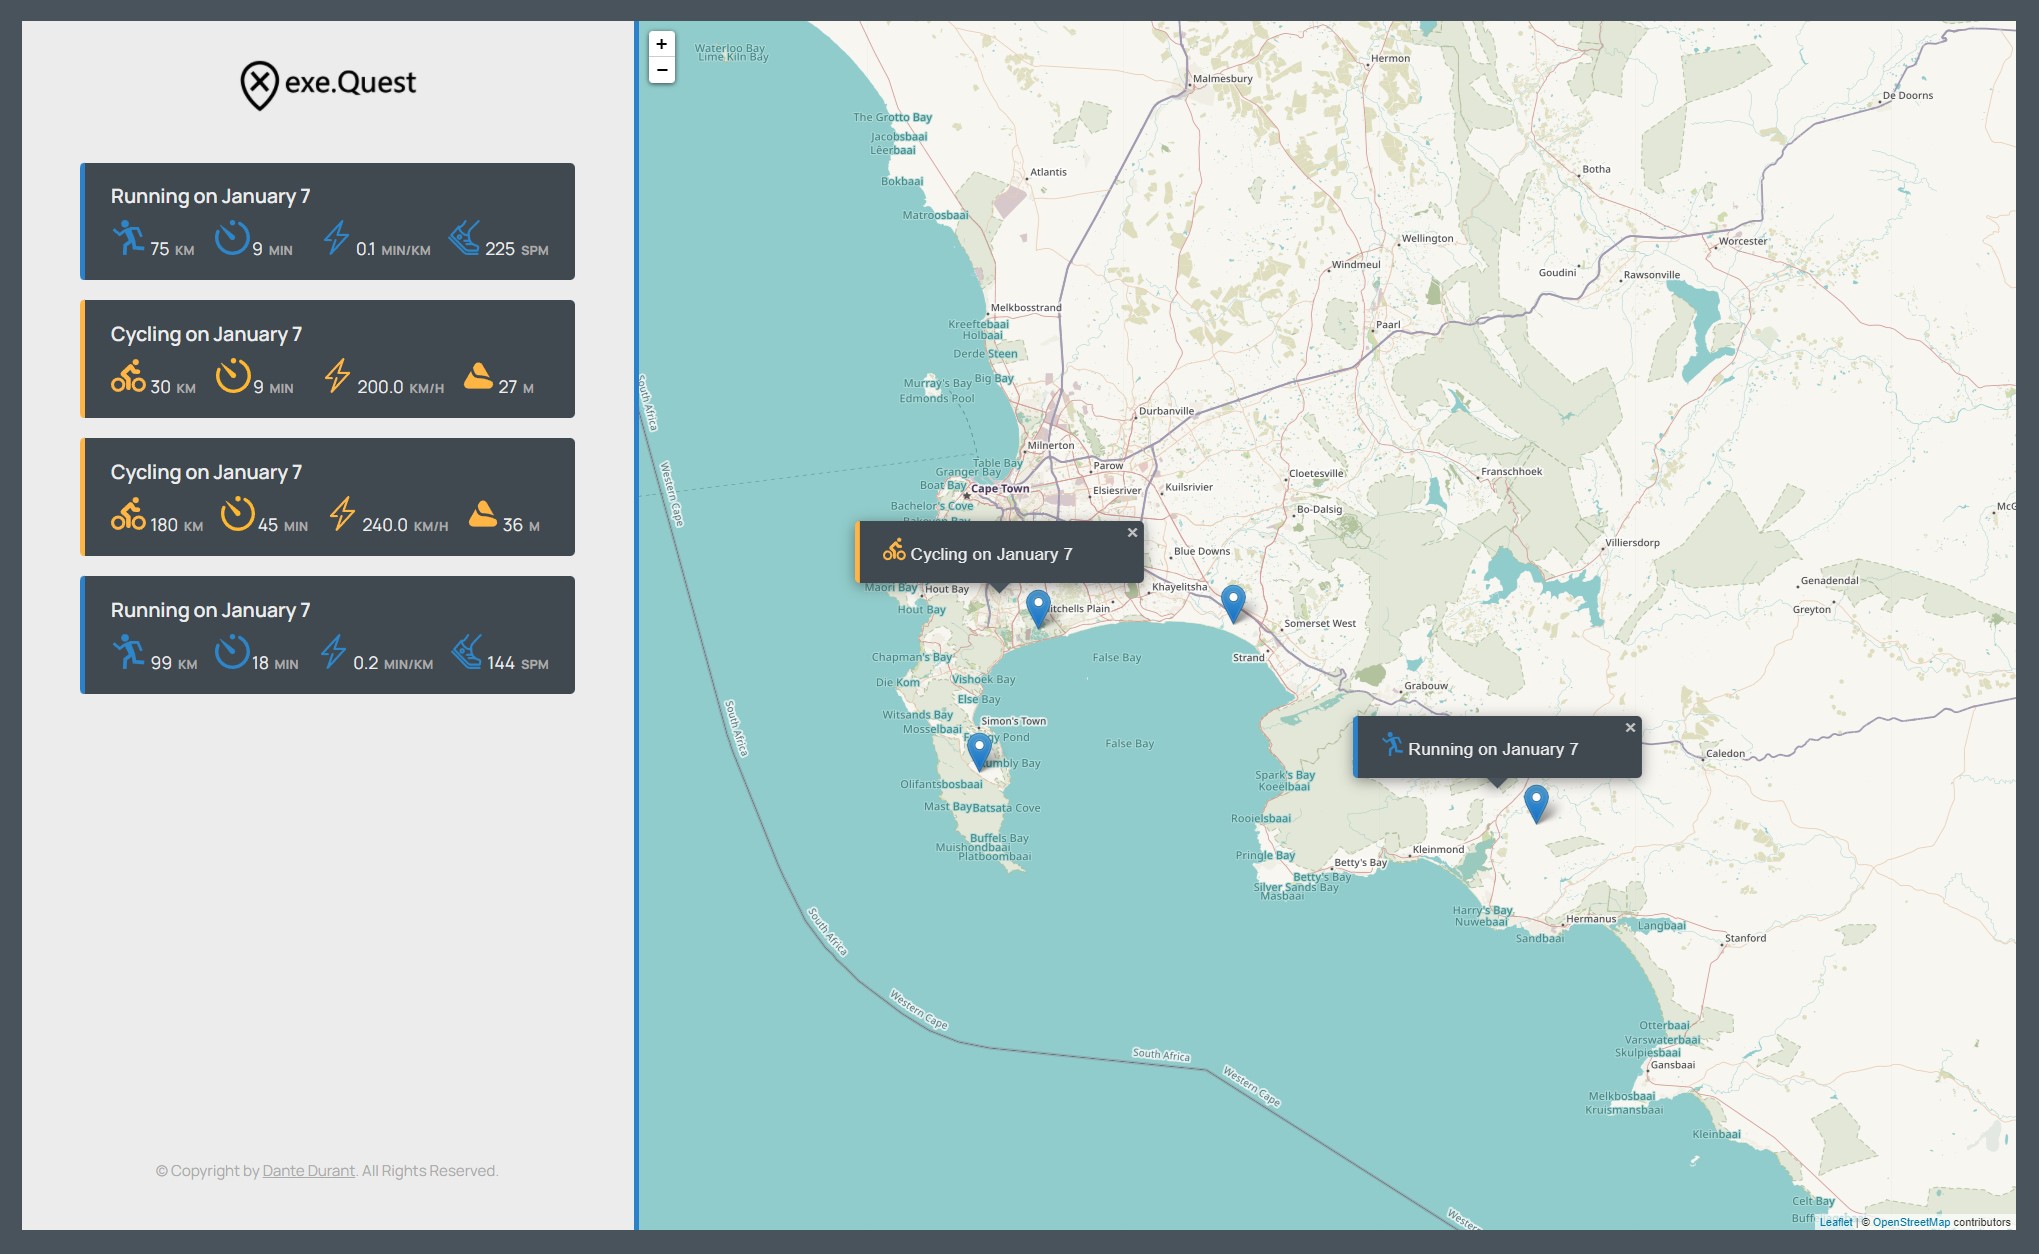 exe.Quest
Running on January 7
75 KM 9 MIN 0.1 MIN/KM 225 SPM
Cycling on January 7
30 KM 9 MIN 200.0 KM/H 27 M
Cycling on January 7
180 KM 45 MIN 240.0 KM/H 36 M
Running on January 7
99 KM 18 MIN 0.2 MIN/KM 144 SPM
© Copyright by Dante Durant. All Rights Reserved.
+
−
Waterloo Bay
Lime Kiln Bay
Hermon
Malmesbury
De Doorns
The Grotto Bay
Jacobsbaai
Lêerbaai
Botha
Atlantis
Bokbaai
Matroosbaai
Wellington
Worcester
Windmeul
Goudini
Rawsonville
Melkbosstrand
Kreeftebaai
Holbaai
Paarl
Derde Steen
Big Bay
Murray's Bay
Edmonds Pool
South Africa
Durbanville
Milnerton
Table Bay
Granger Bay
Parow
Cloetesville
Franschhoek
Western Cape
Boat Bay
Cape Town
Elsiesriver
Kuilsrivier
Bachelor's Cove
Bo-Dalsig
Cycling on January 7
×
Blue Downs
Villiersdorp
Maori Bay
Hout Bay
Khayelitsha
Genadendal
Hout Bay
itchells Plain
Greyton
Somerset West
Chapman's Bay
False Bay
Strand
Die Kom
Vishoek Bay
Grabouw
Else Bay
Witsands Bay
Simon's Town
South Africa
Mosselbaai
gy Pond
False Bay
Running on January 7
×
Caledon
umbly Bay
Spark's Bay
Koeëlbaai
Olifantsbosbaai
Mast Bay
Batsata Cove
Rooielsbaai
Buffels Bay
Muishondbaai
Platboombaai
Pringle Bay
Kleinmond
Betty's Bay
Betty's Bay
Silver Sands Bay
Masbaai
Harry's Bay
Nuwebaai
Hermanus
Langbaai
Sandbaai
Stanford
South Africa
Western Cape
Otterbaai
Varswaterbaai
Skulpiesbaai
South Africa
Gansbaai
Western Cape
Melkbosbaai
Kruismansbaai
Kleinbaai
Celt Bay
Leaflet | © OpenStreetMap contributors